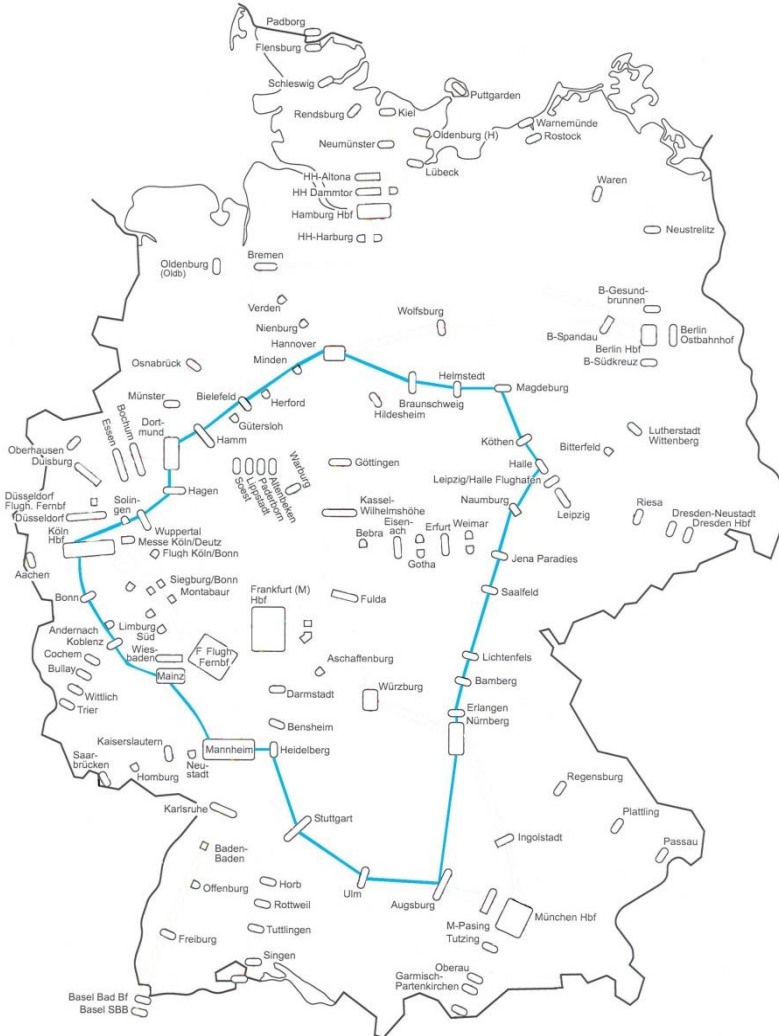 Padborg
Flensburg
Schleswig
Puttgarden
Rendsburg
Kiel
Oldenburg (H)
Warnemünde
Rostock
Neumünster
Lübeck
HH-Altona
HH Dammtor
Hamburg Hbf
HH-Harburg
Waren
Neustrelitz
Bremen
Oldenburg
(Oldb)
Verden
Nienburg
Hannover
Minden
Wolfsburg
B-Gesund-
brunnen
B-Spandau
Berlin Hbf
Berlin
Ostbahnhof
B-Südkreuz
Osnabrück
Helmstedt
Magdeburg
Braunschweig
Hildesheim
Münster
Bielefeld
Herford
Gütersloh
Dort-
mund
Hamm
Bochum
Essen
Oberhausen
Duisburg
Köthen
Bitterfeld
Lutherstadt
Wittenberg
Halle
Leipzig/Halle Flughafen
Leipzig
Naumburg
Göttingen
Soest
Lippstadt
Paderborn
Altenbeken
Warburg
Hagen
Kassel-
Wilhelmshöhe
Düsseldorf
Flugh. Fernbf
Düsseldorf
Solin-
gen
Wuppertal
Köln
Hbf
Messe Köln/Deutz
Flugh Köln/Bonn
Riesa
Dresden-Neustadt
Dresden Hbf
Bebra
Eisen-
ach
Gotha
Erfurt
Weimar
Jena Paradies
Aachen
Siegburg/Bonn
Montabaur
Bonn
Frankfurt (M)
Hbf
Fulda
Saalfeld
Andernach
Koblenz
Limburg
Süd
Cochem
Bullay
Wittlich
Trier
Wies-
baden
F Flugh
Fernbf
Mainz
Aschaffenburg
Lichtenfels
Bamberg
Darmstadt
Würzburg
Erlangen
Nürnberg
Bensheim
Kaiserslautern
Mannheim
Heidelberg
Saar-
brücken
Homburg
Neu-
stadt
Karlsruhe
Stuttgart
Regensburg
Plattling
Passau
Ingolstadt
Baden-
Baden
Offenburg
Horb
Rottweil
Ulm
Augsburg
München Hbf
M-Pasing
Tutzing
Freiburg
Tuttlingen
Singen
Oberau
Garmisch-
Partenkirchen
Basel Bad Bf
Basel SBB